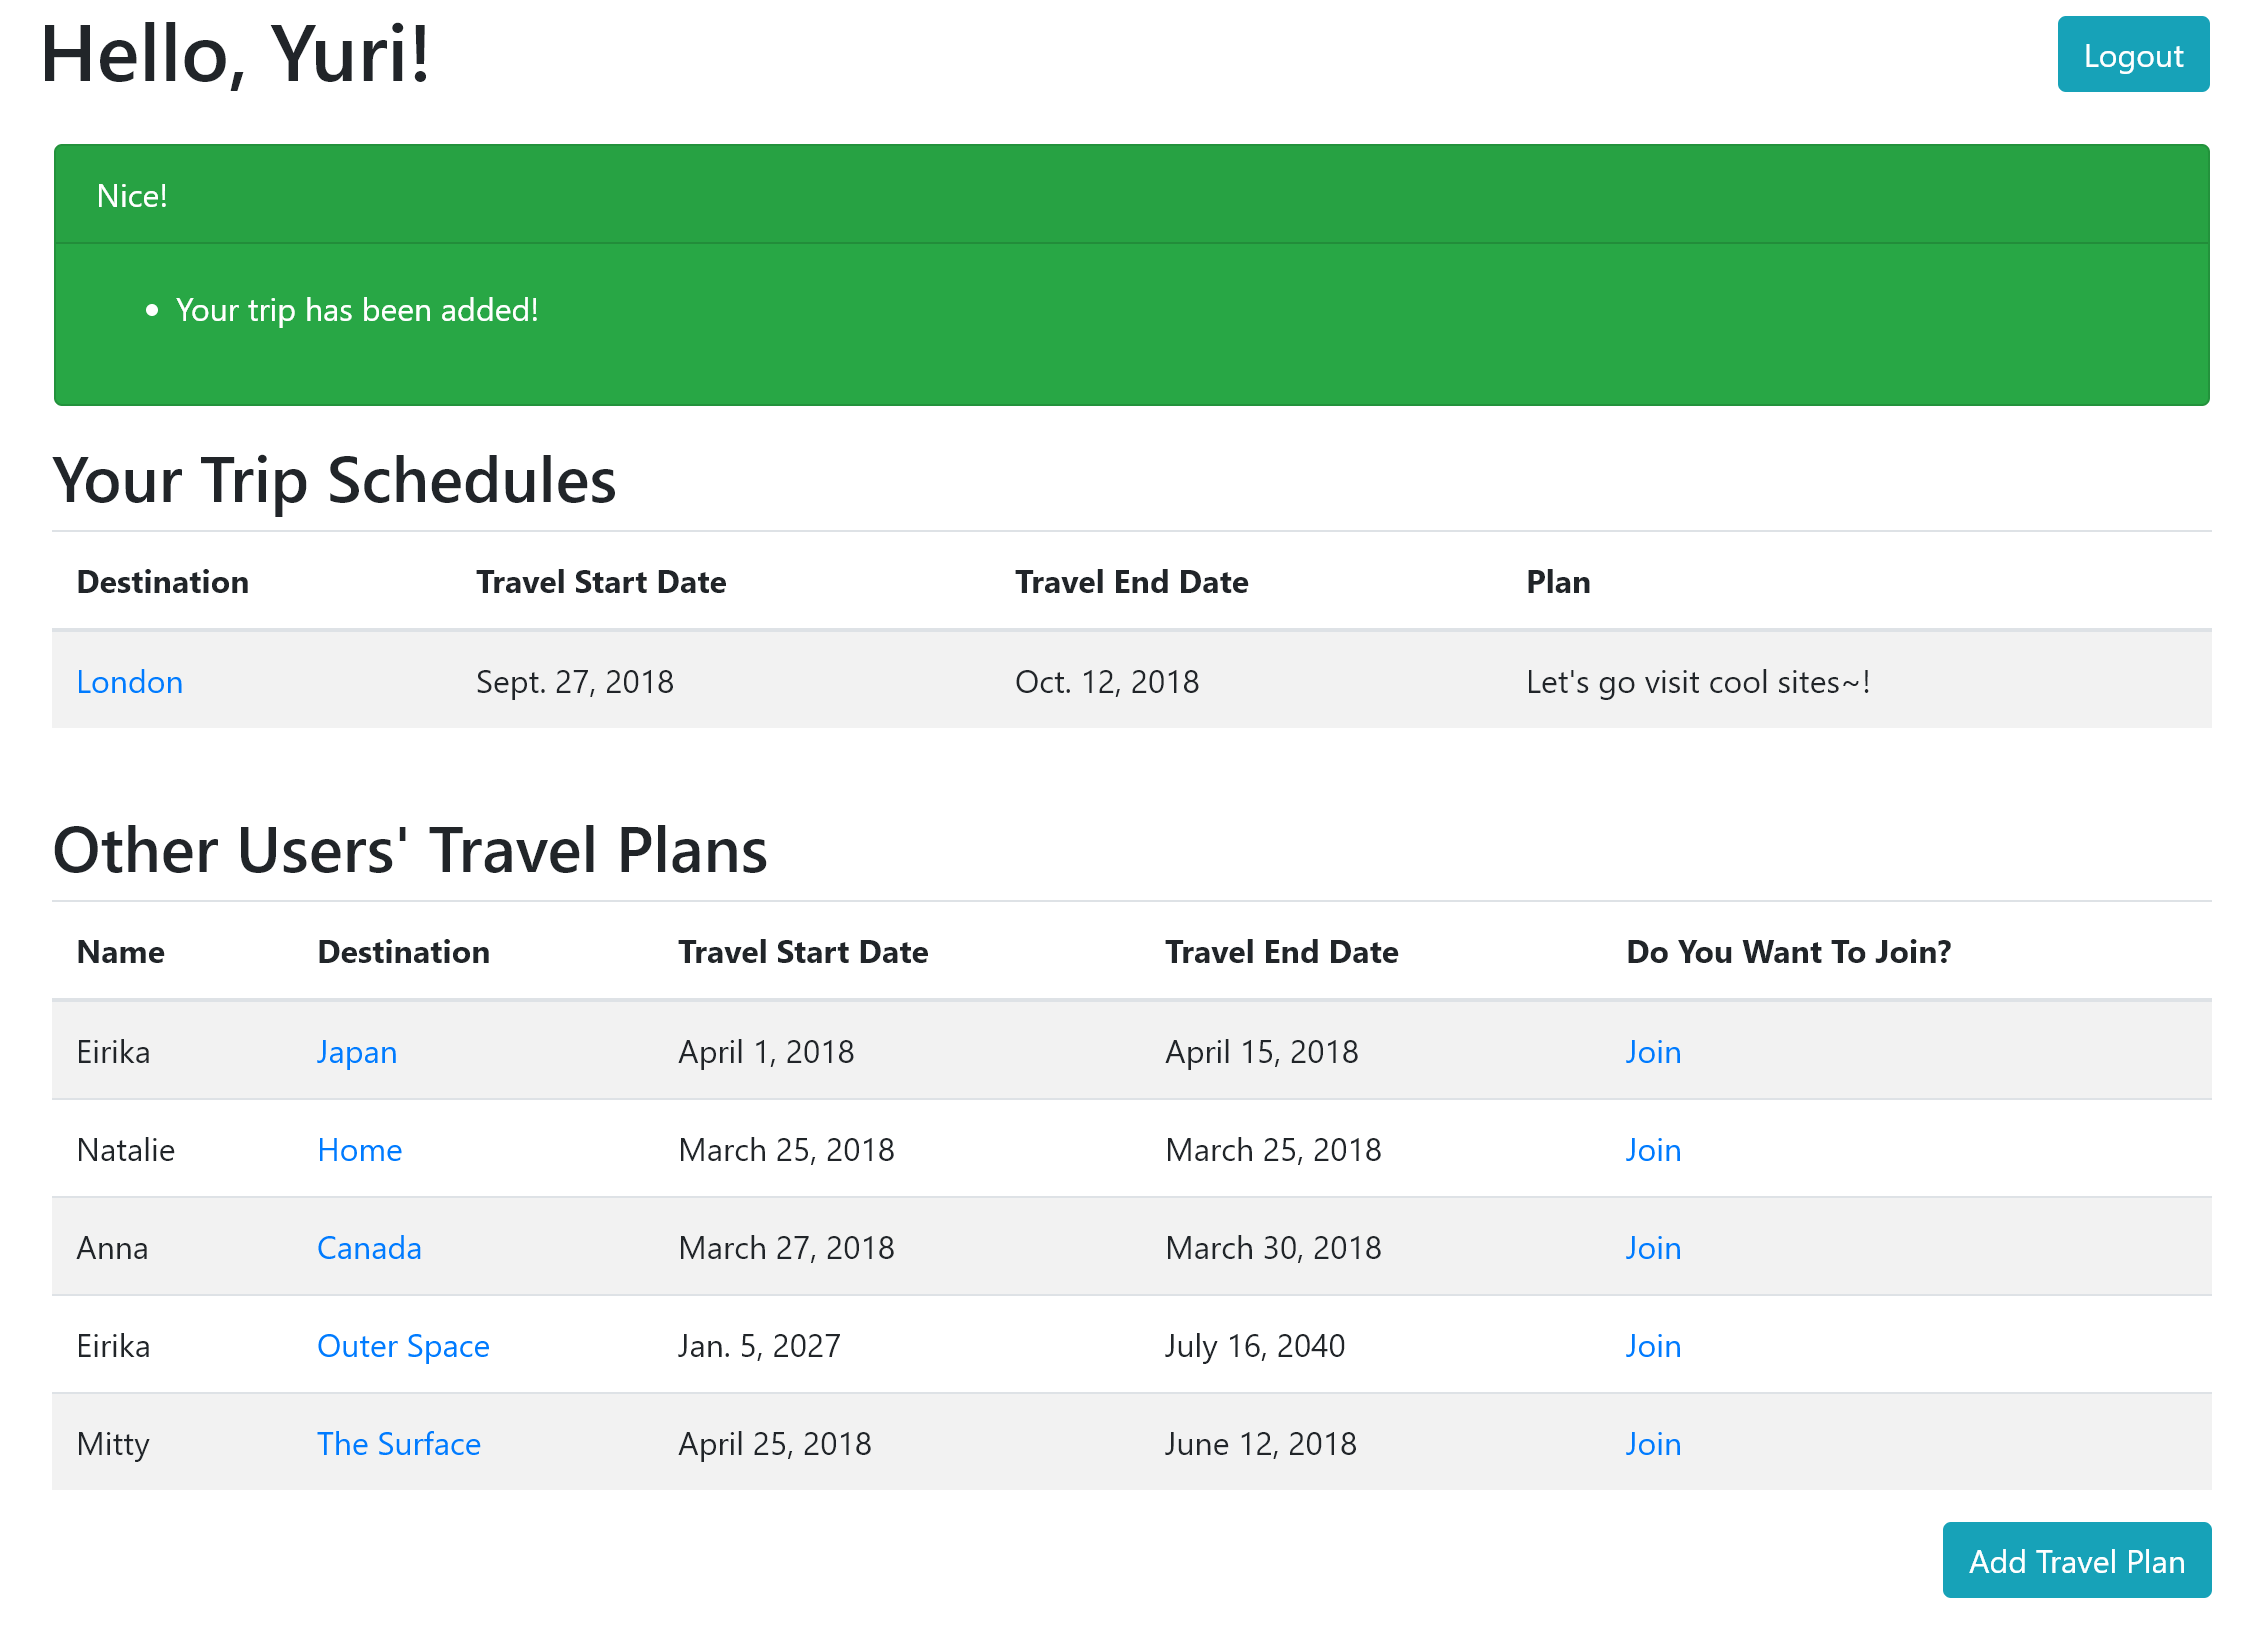 Hello, Yuri! Logout
Nice!
• Your trip has been added!
Your Trip Schedules
Destination Travel Start Date Travel End Date Plan
London Sept. 27, 2018 Oct. 12, 2018 Let's go visit cool sites~!
Other Users' Travel Plans
Name Destination Travel Start Date Travel End Date Do You Want To Join?
Eirika Japan April 1, 2018 April 15, 2018 Join
Natalie Home March 25, 2018 March 25, 2018 Join
Anna Canada March 27, 2018 March 30, 2018 Join
Eirika Outer Space Jan. 5, 2027 July 16, 2040 Join
Mitty The Surface April 25, 2018 June 12, 2018 Join
Add Travel Plan